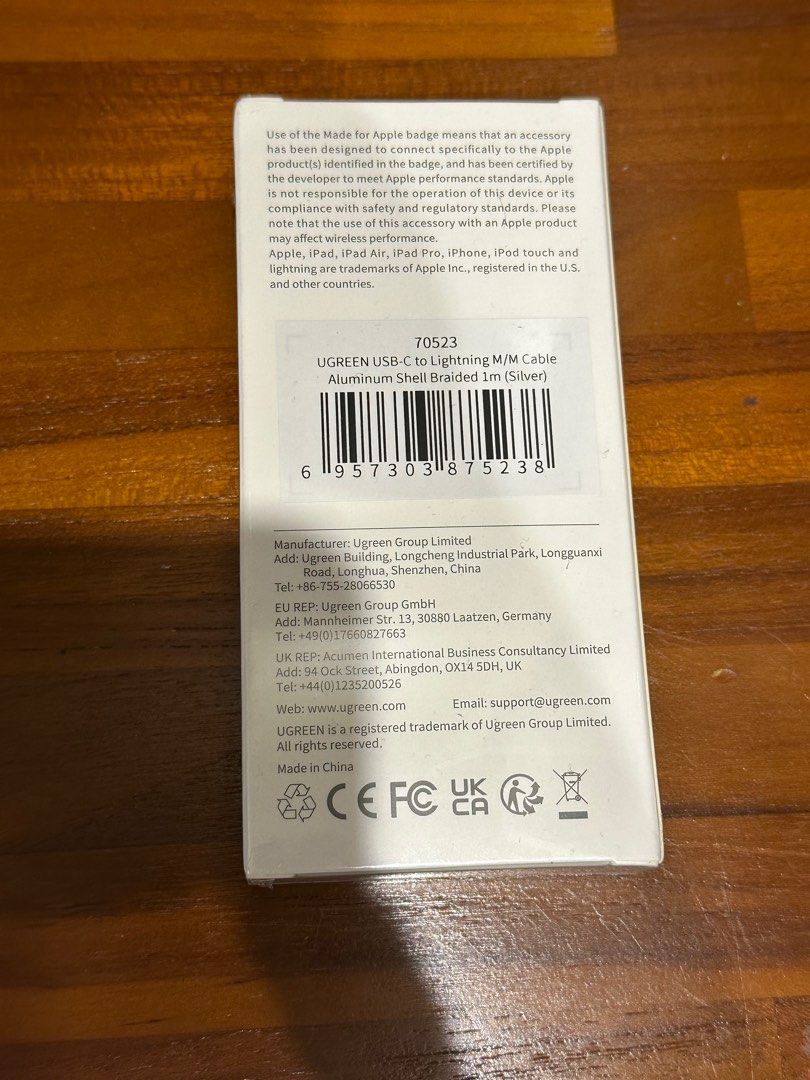 Use of the Made for Apple badge means that an accessory
has been designed to connect specifically to the Apple
product(s) identified in the badge, and has been certified by
the developer to meet Apple performance standards. Apple
is not responsible for the operation of this device or its
compliance with safety and regulatory standards. Please
note that the use of this accessory with an Apple product
may affect wireless performance.
Apple, iPad, iPad Air, iPad Pro, iPhone, iPod touch and
lightning are trademarks of Apple Inc., registered in the U.S.
and other countries.
70523
UGREEN USB-C to Lightning M/M Cable
Aluminum Shell Braided 1m (Silver)
6 957303 875238
Manufacturer: Ugreen Group Limited
Add: Ugreen Building, Longcheng Industrial Park, Longguanxi
Road, Longhua, Shenzhen, China
Tel: +86-755-28066530
EU REP: Ugreen Group GmbH
Add: Mannheimer Str. 13, 30880 Laatzen, Germany
Tel: +49(0)17660827663
UK REP: Acumen International Business Consultancy Limited
Add: 94 Ock Street, Abingdon, OX14 5DH, UK
Tel: +44(0)1235200526
Web: www.ugreen.com Email: support@ugreen.com
UGREEN is a registered trademark of Ugreen Group Limited.
All rights reserved.
Made in China
CE FC UK
CA